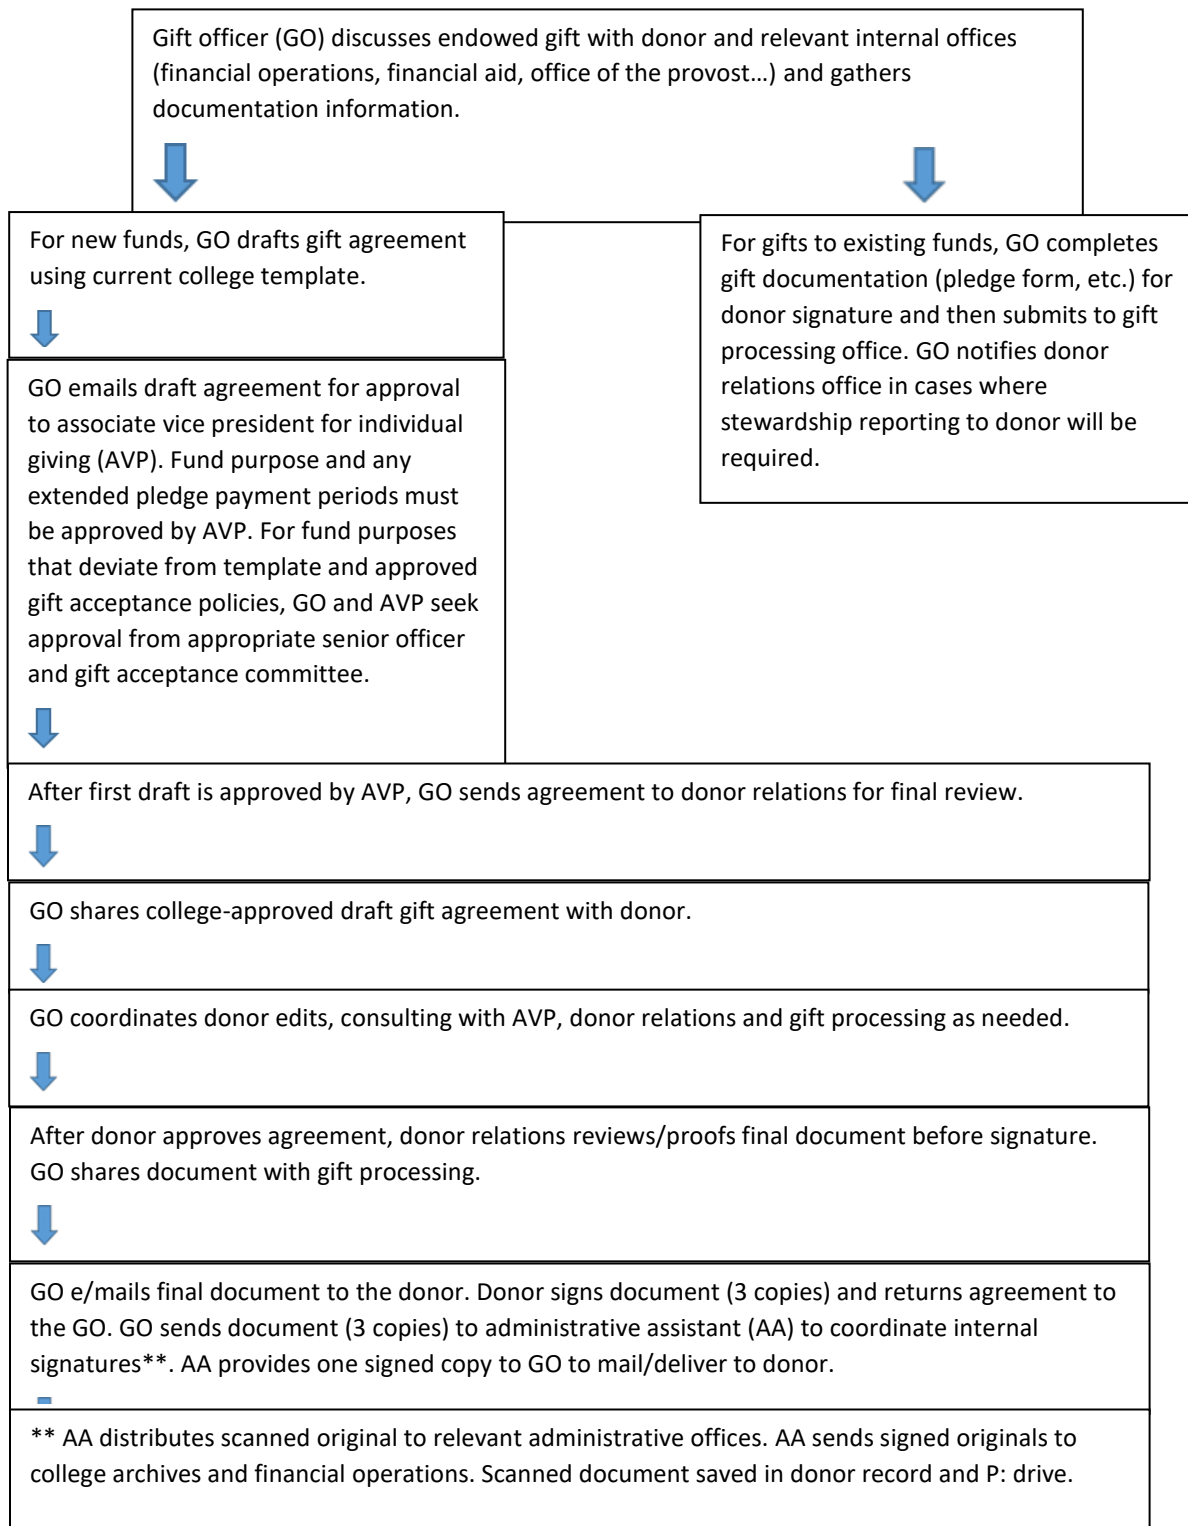 Gift officer (GO) discusses endowed gift with donor and relevant internal offices
(financial operations, financial aid, office of the provost…) and gathers
documentation information.
For new funds, GO drafts gift agreement
using current college template.
For gifts to existing funds, GO completes
gift documentation (pledge form, etc.) for
donor signature and then submits to gift
processing office. GO notifies donor
relations office in cases where
stewardship reporting to donor will be
required.
GO emails draft agreement for approval
to associate vice president for individual
giving (AVP). Fund purpose and any
extended pledge payment periods must
be approved by AVP. For fund purposes
that deviate from template and approved
gift acceptance policies, GO and AVP seek
approval from appropriate senior officer
and gift acceptance committee.
After first draft is approved by AVP, GO sends agreement to donor relations for final review.
GO shares college-approved draft gift agreement with donor.
GO coordinates donor edits, consulting with AVP, donor relations and gift processing as needed.
After donor approves agreement, donor relations reviews/proofs final document before signature.
GO shares document with gift processing.
GO e/mails final document to the donor. Donor signs document (3 copies) and returns agreement to
the GO. GO sends document (3 copies) to administrative assistant (AA) to coordinate internal
signatures**. AA provides one signed copy to GO to mail/deliver to donor.
** AA distributes scanned original to relevant administrative offices. AA sends signed originals to
college archives and financial operations. Scanned document saved in donor record and P: drive.